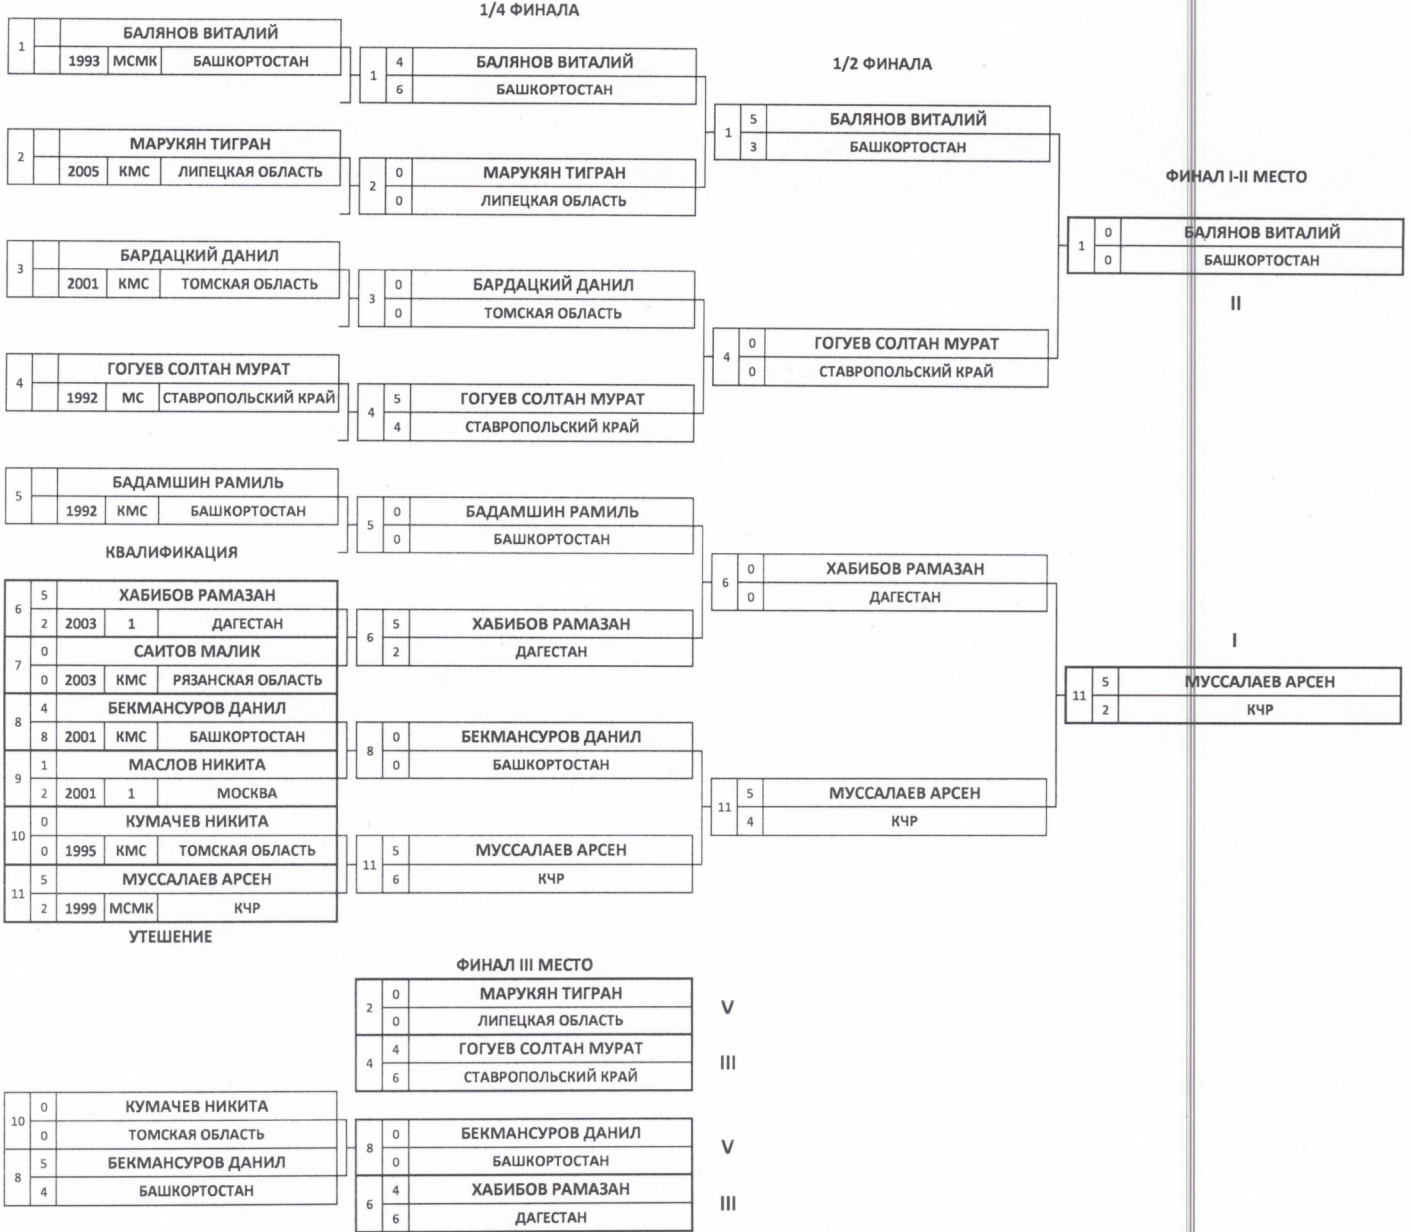 1/4 ФИНАЛА
1 БАЛЯНОВ ВИТАЛИЙ
1993 МСМК БАШКОРТОСТАН
1 4 БАЛЯНОВ ВИТАЛИЙ
6 БАШКОРТОСТАН
1/2 ФИНАЛА
1 5 БАЛЯНОВ ВИТАЛИЙ
3 БАШКОРТОСТАН
2 МАРУКЯН ТИГРАН
2005 КМС ЛИПЕЦКАЯ ОБЛАСТЬ
2 0 МАРУКЯН ТИГРАН
0 ЛИПЕЦКАЯ ОБЛАСТЬ
ФИНАЛ I-II МЕСТО
1 0 БАЛЯНОВ ВИТАЛИЙ
0 БАШКОРТОСТАН
II
3 БАРДАЦКИЙ ДАНИЛ
2001 КМС ТОМСКАЯ ОБЛАСТЬ
3 0 БАРДАЦКИЙ ДАНИЛ
0 ТОМСКАЯ ОБЛАСТЬ
4 0 ГОГУЕВ СОЛТАН МУРАТ
0 СТАВРОПОЛЬСКИЙ КРАЙ
4 ГОГУЕВ СОЛТАН МУРАТ
1992 МС СТАВРОПОЛЬСКИЙ КРАЙ
4 5 ГОГУЕВ СОЛТАН МУРАТ
4 СТАВРОПОЛЬСКИЙ КРАЙ
5 БАДАМШИН РАМИЛЬ
1992 КМС БАШКОРТОСТАН
5 0 БАДАМШИН РАМИЛЬ
0 БАШКОРТОСТАН
КВАЛИФИКАЦИЯ
6 0 ХАБИБОВ РАМАЗАН
0 ДАГЕСТАН
6 5 ХАБИБОВ РАМАЗАН
2 2003 1 ДАГЕСТАН
6 5 ХАБИБОВ РАМАЗАН
2 ДАГЕСТАН
7 0 САИТОВ МАЛИК
0 2003 КМС РЯЗАНСКАЯ ОБЛАСТЬ
I
11 5 МУССАЛАЕВ АРСЕН
2 КЧР
8 4 БЕКМАНСУРОВ ДАНИЛ
8 2001 КМС БАШКОРТОСТАН
8 0 БЕКМАНСУРОВ ДАНИЛ
0 БАШКОРТОСТАН
9 1 МАСЛОВ НИКИТА
2 2001 1 МОСКВА
11 5 МУССАЛАЕВ АРСЕН
4 КЧР
10 0 КУМАЧЕВ НИКИТА
0 1995 КМС ТОМСКАЯ ОБЛАСТЬ
11 5 МУССАЛАЕВ АРСЕН
6 КЧР
11 5 МУССАЛАЕВ АРСЕН
2 1999 МСМК КЧР
УТЕШЕНИЕ
ФИНАЛ III МЕСТО
2 0 МАРУКЯН ТИГРАН
0 ЛИПЕЦКАЯ ОБЛАСТЬ
V
4 4 ГОГУЕВ СОЛТАН МУРАТ
6 СТАВРОПОЛЬСКИЙ КРАЙ
III
10 0 КУМАЧЕВ НИКИТА
0 ТОМСКАЯ ОБЛАСТЬ
8 5 БЕКМАНСУРОВ ДАНИЛ
4 БАШКОРТОСТАН
8 0 БЕКМАНСУРОВ ДАНИЛ
0 БАШКОРТОСТАН
V
6 4 ХАБИБОВ РАМАЗАН
6 ДАГЕСТАН
III